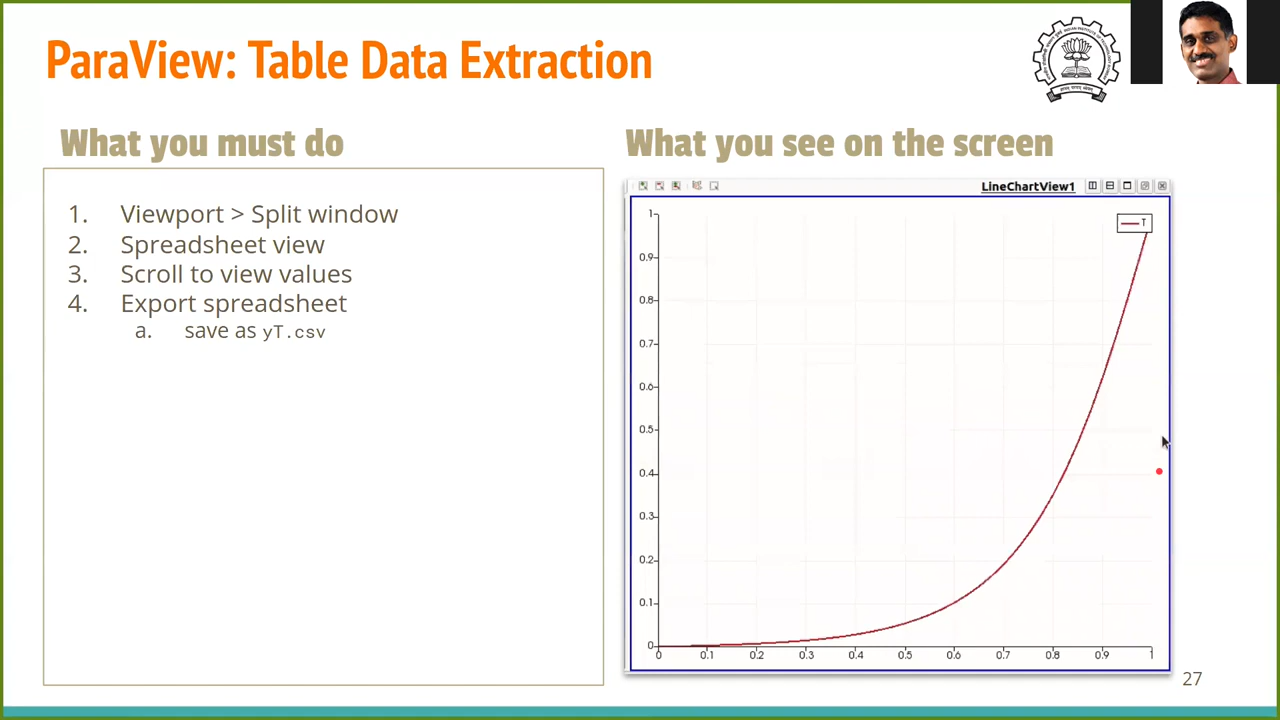 ParaView: Table Data Extraction
What you must do
1. Viewport > Split window
2. Spreadsheet view
3. Scroll to view values
4. Export spreadsheet
a. save as yT.csv
What you see on the screen
LineChartView1
T
1
0.9
0.8
0.7
0.6
0.5
0.4
0.3
0.2
0.1
0
0 0.1 0.2 0.3 0.4 0.5 0.6 0.7 0.8 0.9 1
27